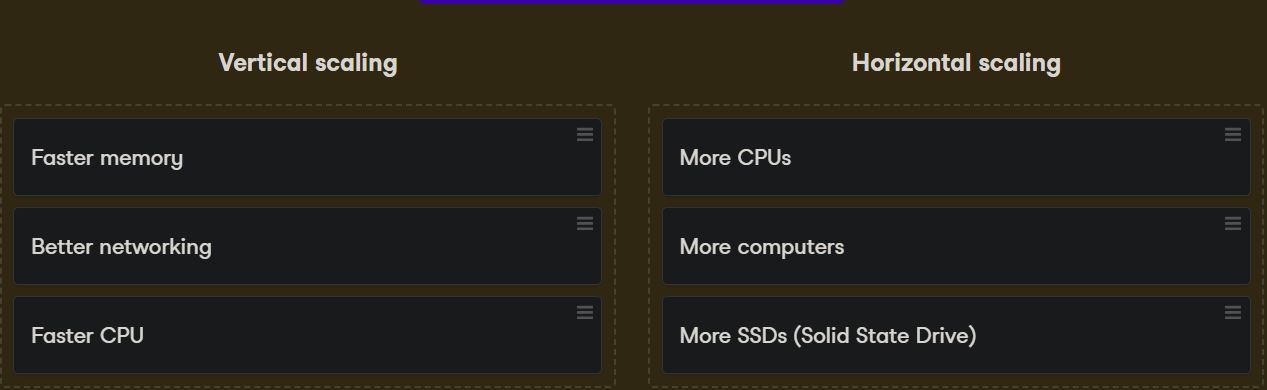 Vertical scaling
Faster memory
Better networking
Faster CPU
Horizontal scaling
More CPUs
More computers
More SSDs (Solid State Drive)